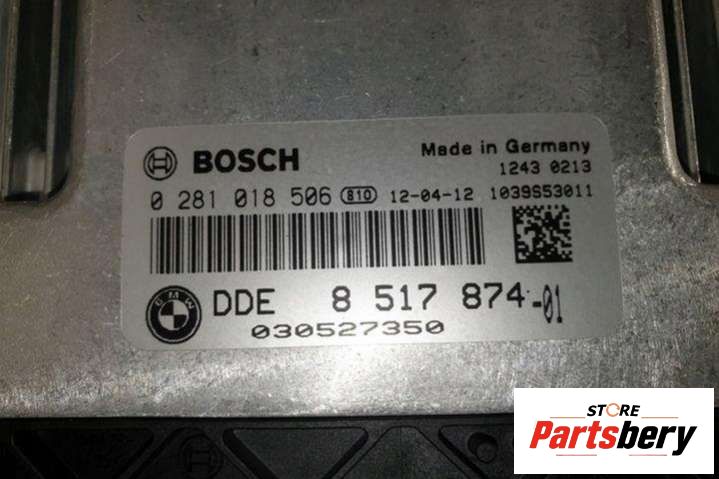 BOSCH
Made in Germany
1243 0213
0 281 018 506 810 12-04-12 1039S53011
BMW
DDE 8 517 874-01
030527350
STORE
Partsbery